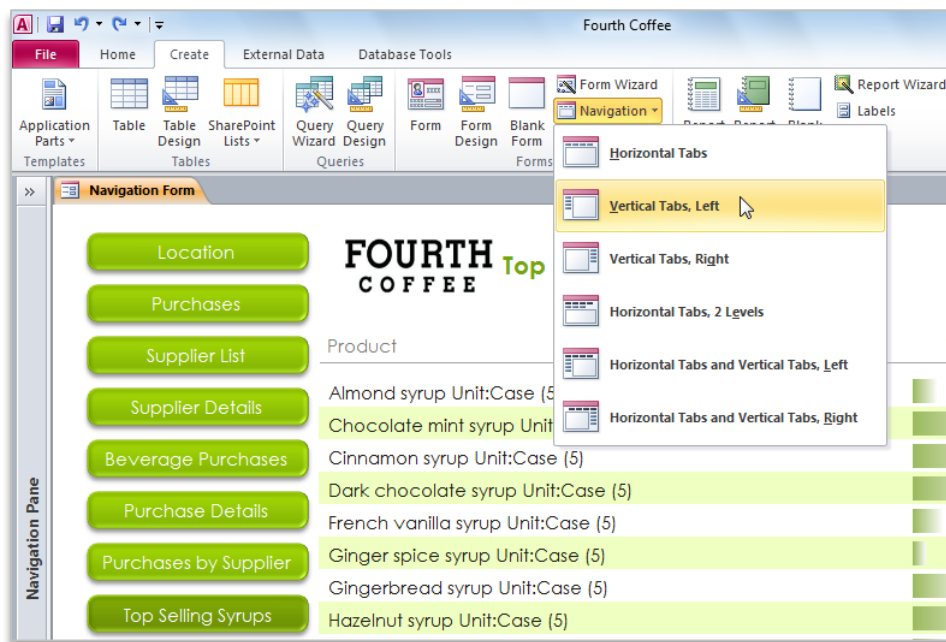 A
Fourth Coffee
File Home Create External Data Database Tools
Application Parts
Table
Table Design
SharePoint Lists
Query Wizard
Query Design
Form
Form Design
Blank Form
Form Wizard
Navigation
Report Wizard
Labels
Templates Tables Queries Forms
Horizontal Tabs
Vertical Tabs, Left
Vertical Tabs, Right
Horizontal Tabs, 2 Levels
Horizontal Tabs and Vertical Tabs, Left
Horizontal Tabs and Vertical Tabs, Right
»
Navigation Form
Navigation Pane
Location
Purchases
Supplier List
Supplier Details
Beverage Purchases
Purchase Details
Purchases by Supplier
Top Selling Syrups
FOURTH
COFFEE
Top
Product
Almond syrup Unit:Case (5
Chocolate mint syrup Unit
Cinnamon syrup Unit:Case (5)
Dark chocolate syrup Unit:Case (5)
French vanilla syrup Unit:Case (5)
Ginger spice syrup Unit:Case (5)
Gingerbread syrup Unit:Case (5)
Hazelnut syrup Unit:Case (5)